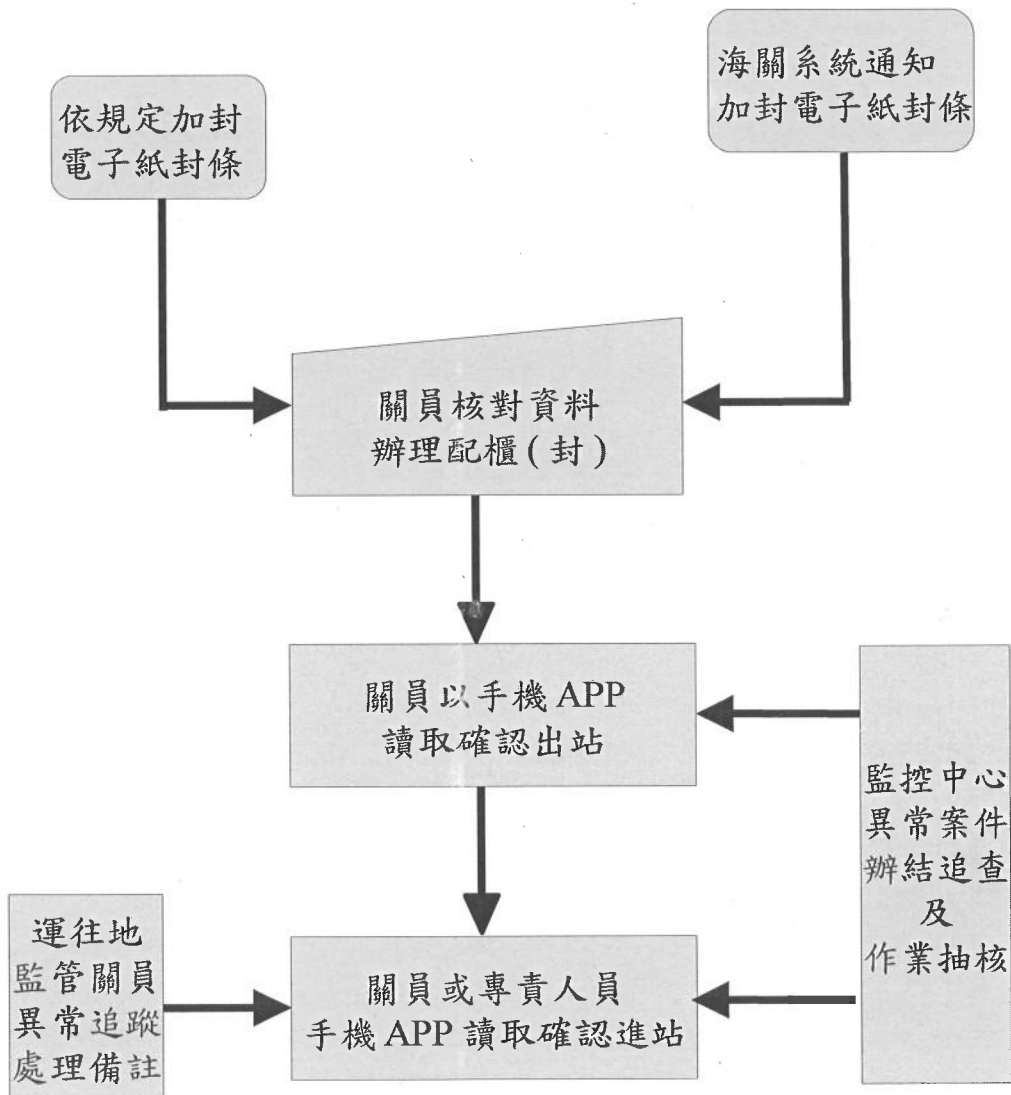 海關系統通知
加封電子紙封條
依規定加封
電子紙封條
關員核對資料
辦理配櫃(封)
關員以手機 APP
讀取確認出站
監控中心
異常案件
辦結追查
及
作業抽核
運往地
監管關員
異常追蹤
處理備註
關員或專責人員
手機 APP 讀取確認進站